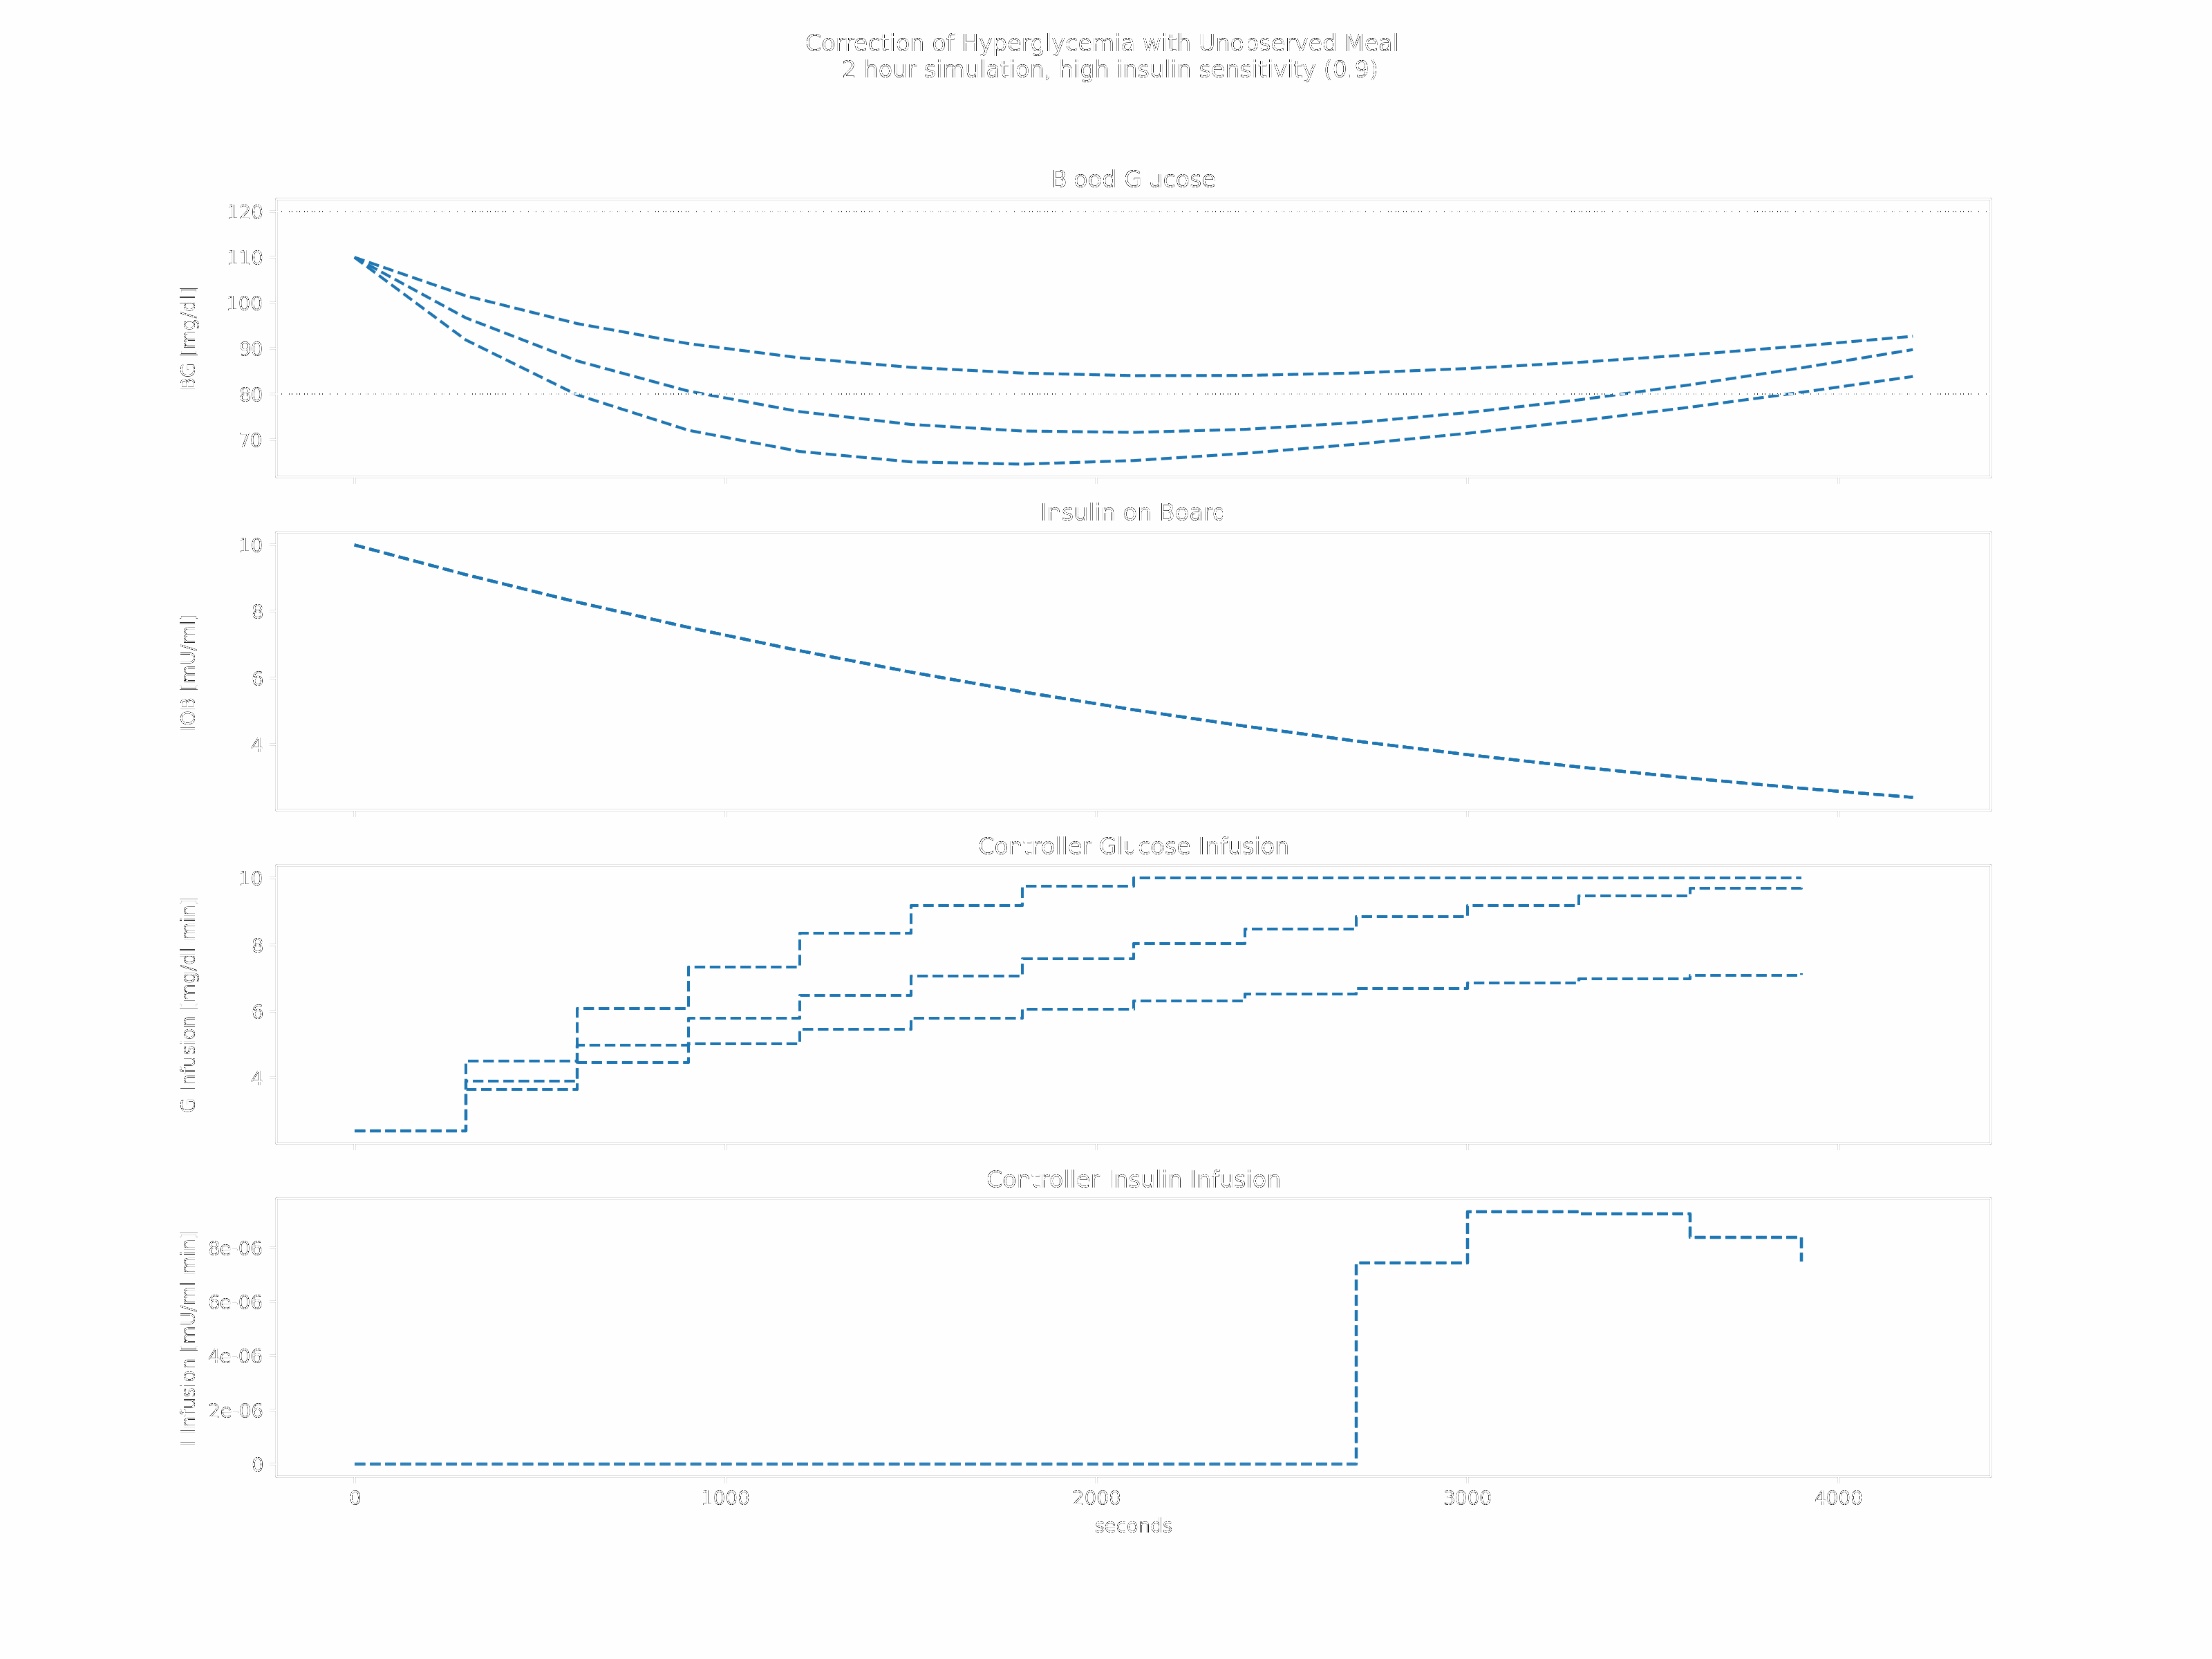 Correction of Hyperglycemia with Unobserved Meal
2 hour simulation, high insulin sensitivity (0.9)
Blood Glucose
120
110
100
90
80
70
BG [mg/dl]
Insulin on Board
10
8
6
4
IOB [mU/ml]
Controller Glucose Infusion
10
8
6
4
G Infusion [mg/dl min]
Controller Insulin Infusion
8e-06
6e-06
4e-06
2e-06
0
I Infusion [mU/ml min]
0 1000 2000 3000 4000
seconds